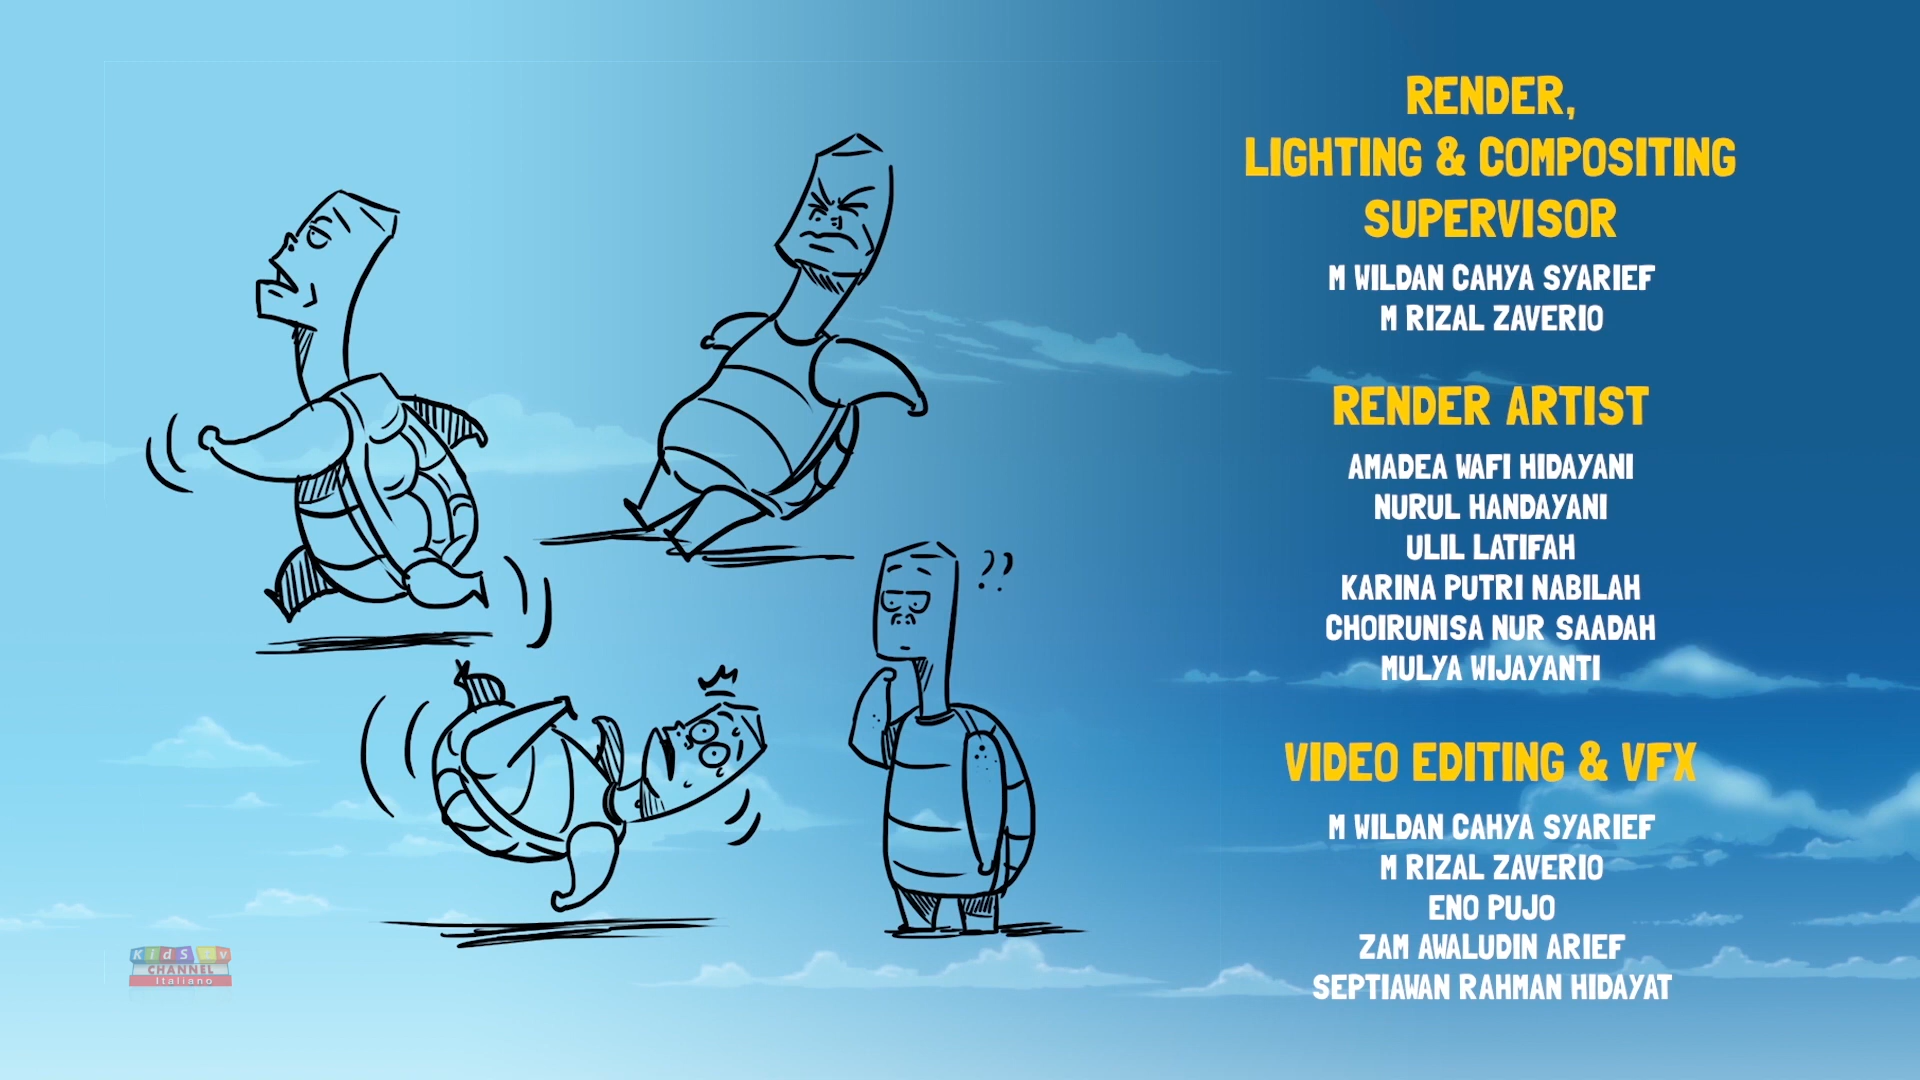 RENDER,
LIGHTING & COMPOSITING
SUPERVISOR
M WILDAN CAHYA SYARIEF
M RIZAL ZAVERIO
RENDER ARTIST
AMADEA WAFI HIDAYANI
NURUL HANDAYANI
ULIL LATIFAH
KARINA PUTRI NABILAH
CHOIRUNISA NUR SAADAH
MULYA WIJAYANTI
VIDEO EDITING & VFX
M WILDAN CAHYA SYARIEF
M RIZAL ZAVERIO
ENO PUJO
ZAM AWALUDIN ARIEF
SEPTIAWAN RAHMAN HIDAYAT
??
KidS tv
CHANNEL
Italiano